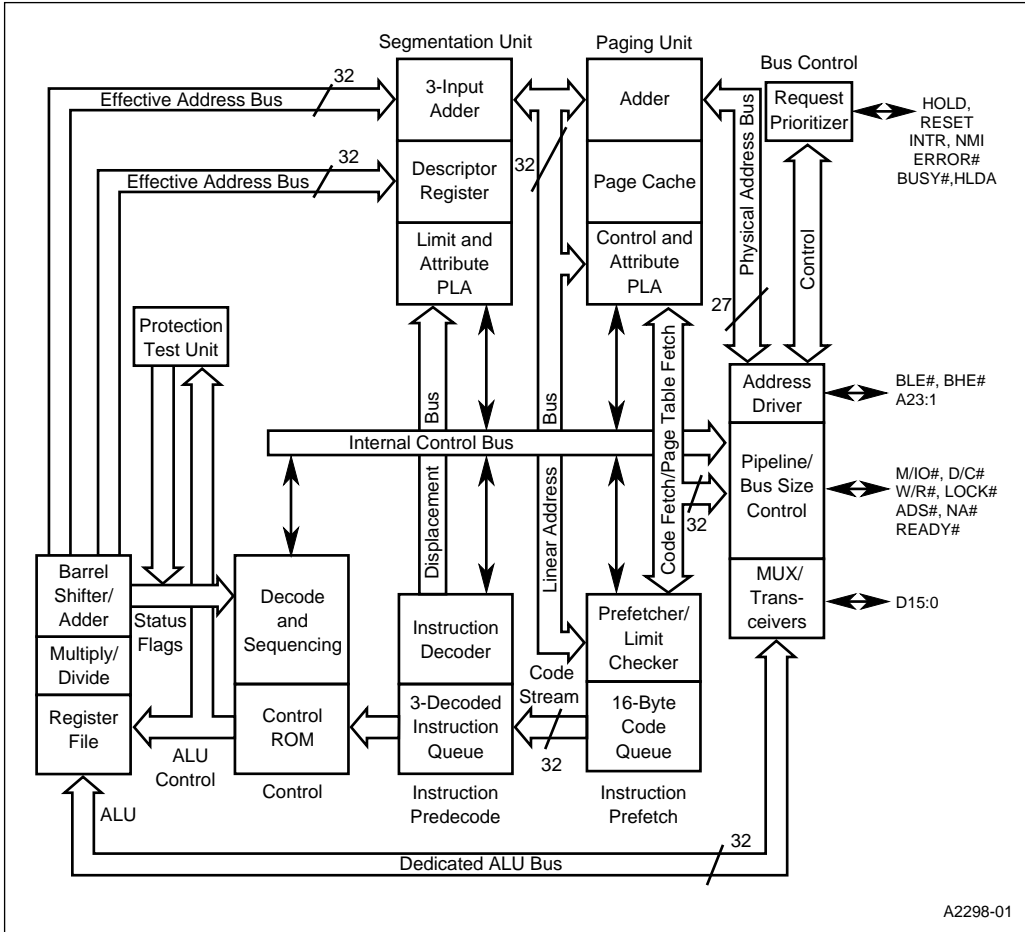 Segmentation Unit
Paging Unit
Bus Control
32
Effective Address Bus
3-Input
Adder
Adder
Request
Prioritizer
HOLD,
RESET
INTR, NMI
ERROR#
BUSY#,HLDA
32
Effective Address Bus
Descriptor
Register
32
Page Cache
Physical Address Bus
Control
Limit and
Attribute
PLA
Control and
Attribute
PLA
27
Protection
Test Unit
Address
Driver
BLE#, BHE#
A23:1
Internal Control Bus
Displacement Bus
Linear Address Bus
Code Fetch/Page Table Fetch
Pipeline/
Bus Size
Control
M/IO#, D/C#
W/R#, LOCK#
ADS#, NA#
READY#
32
Barrel
Shifter/
Adder
Status
Flags
Decode
and
Sequencing
Instruction
Decoder
Prefetcher/
Limit
Checker
MUX/
Trans-
ceivers
D15:0
Multiply/
Divide
Code
Stream
Register
File
Control
ROM
3-Decoded
Instruction
Queue
32
16-Byte
Code
Queue
ALU
Control
ALU
Control
Instruction
Predecode
Instruction
Prefetch
32
Dedicated ALU Bus
A2298-01